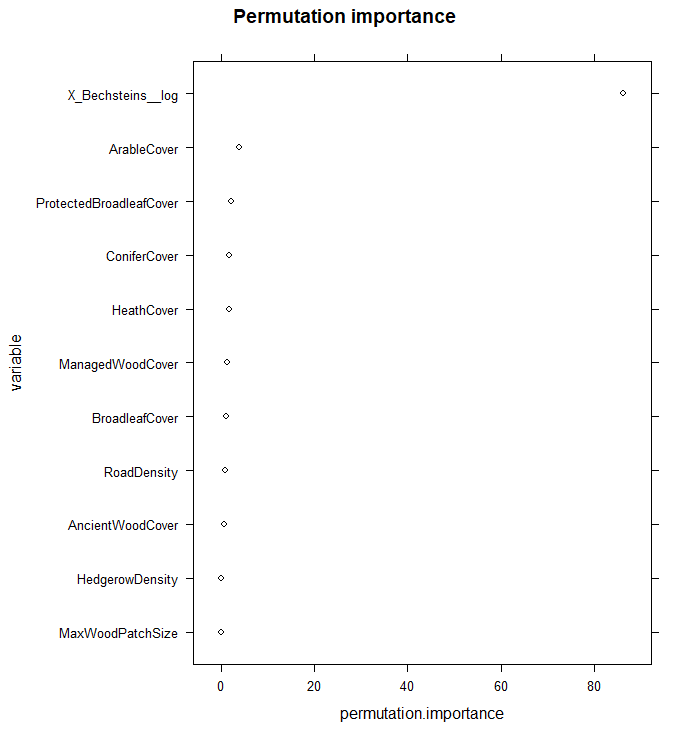 Permutation importance
X_Bechsteins__log
ArableCover
ProtectedBroadleafCover
ConiferCover
HeathCover
ManagedWoodCover
BroadleafCover
RoadDensity
AncientWoodCover
HedgerowDensity
MaxWoodPatchSize
variable
0 20 40 60 80
permutation.importance